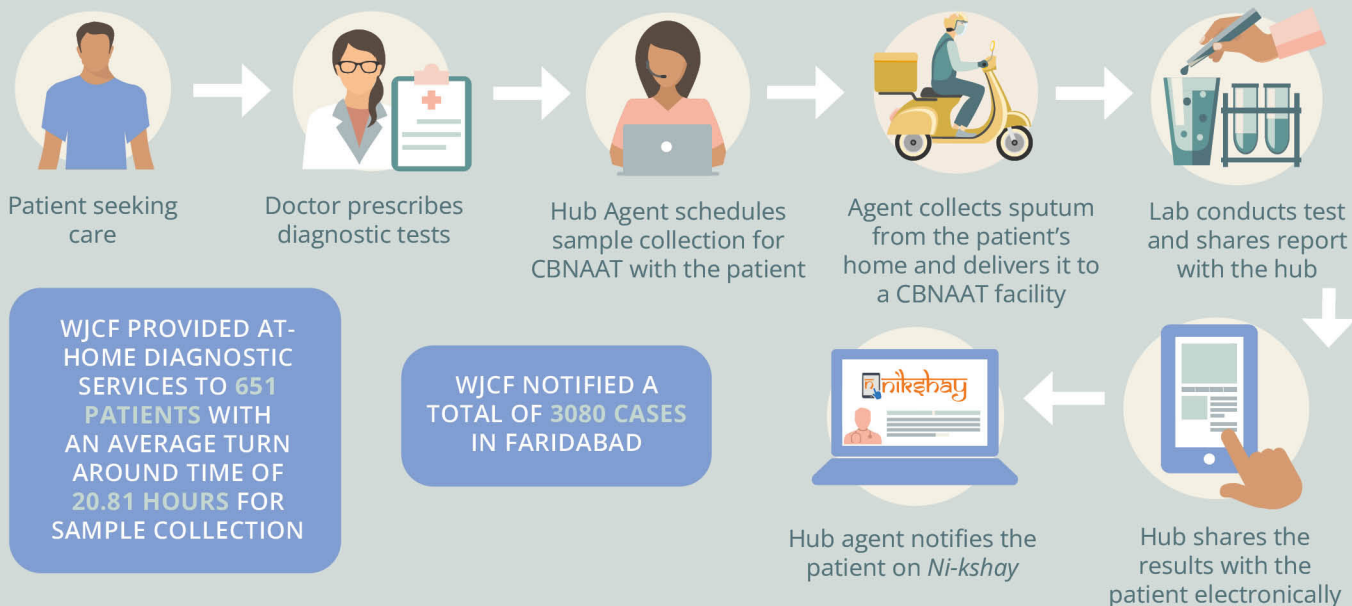 Patient seeking
care
Doctor prescribes
diagnostic tests
Hub Agent schedules
sample collection for
CBNAAT with the patient
Agent collects sputum
from the patient's
home and delivers it to
a CBNAAT facility
Lab conducts test
and shares report
with the hub
WJCF PROVIDED AT-
HOME DIAGNOSTIC
SERVICES TO 651
PATIENTS WITH
AN AVERAGE TURN
AROUND TIME OF
20.81 HOURS FOR
SAMPLE COLLECTION
WJCF NOTIFIED A
TOTAL OF 3080 CASES
IN FARIDABAD
n nikshay
Hub agent notifies the
patient on Ni-kshay
Hub shares the
results with the
patient electronically